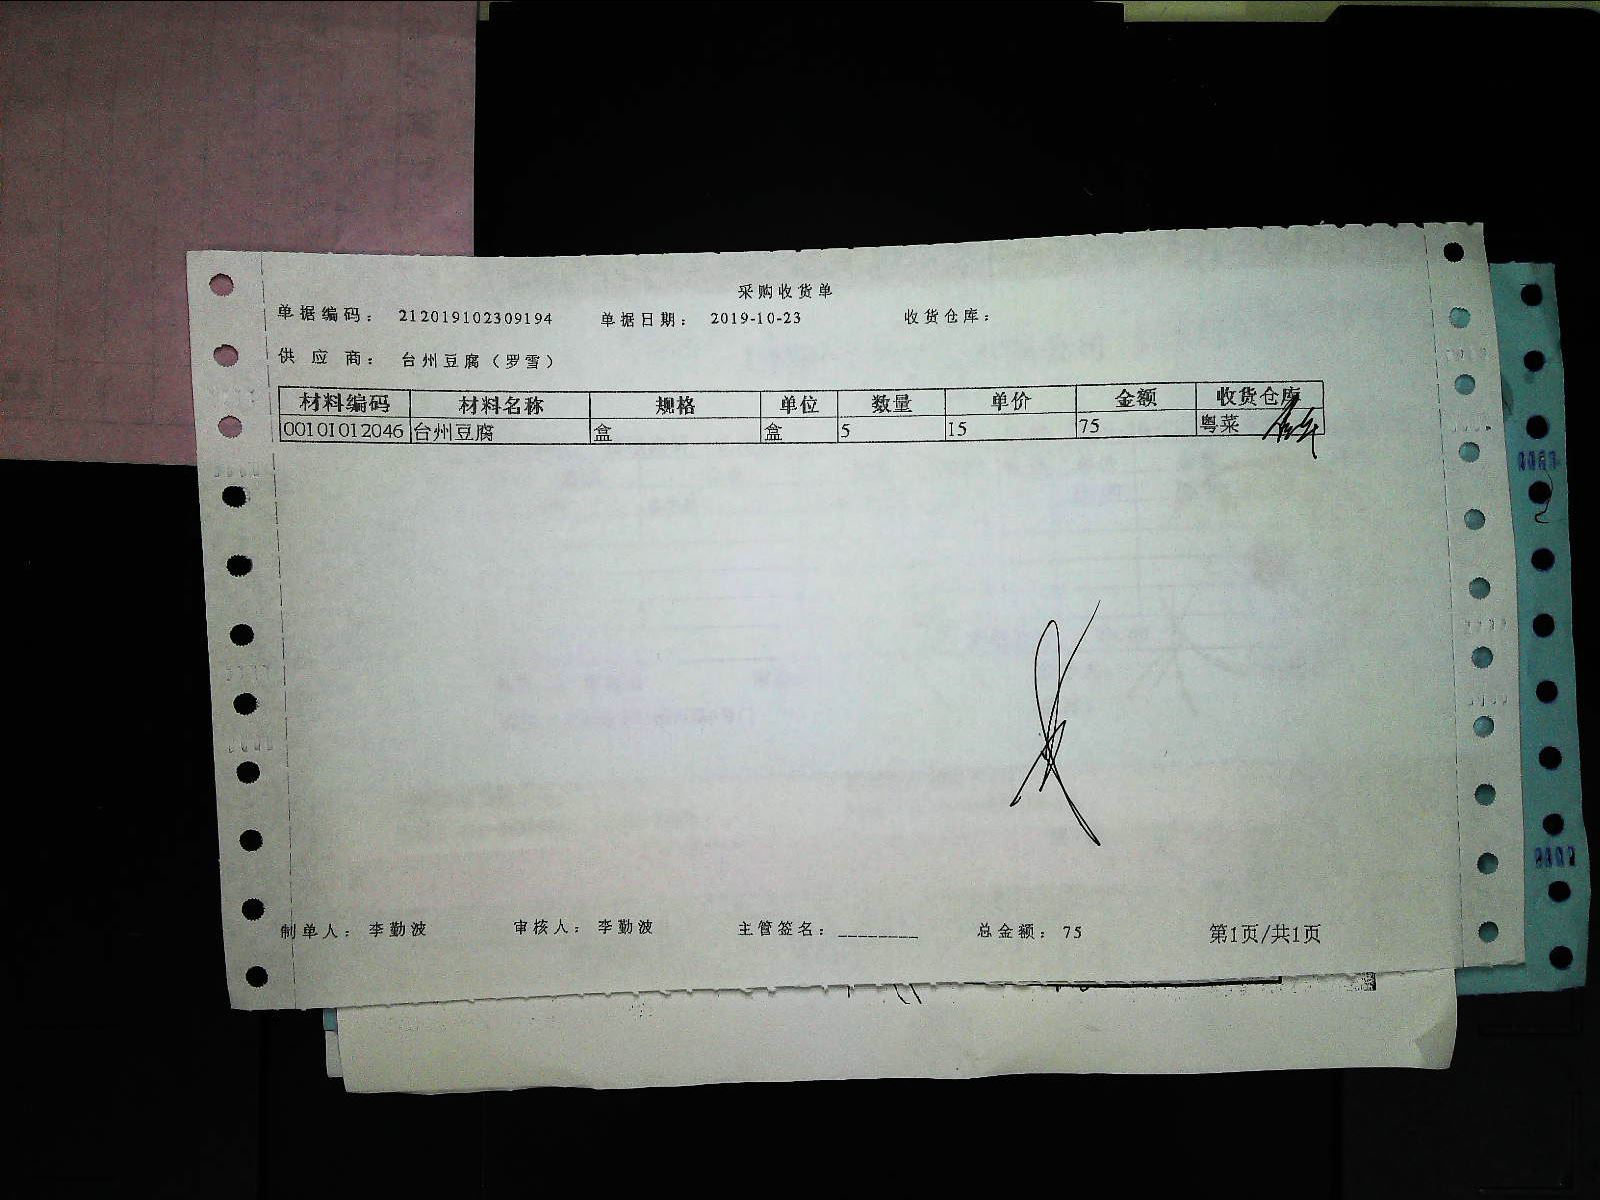 采购收货单
单据编码： 212019102309194 单据日期： 2019-10-23 收货仓库：
供 应 商： 台州豆腐（罗雪）
材料编码 材料名称 规格 单位 数量 单价 金额 收货仓库
00101012046 台州豆腐 盒 盒 5 15 75 粤菜
制单人： 李勤波 审核人： 李勤波 主管签名：________ 总金额： 75 第1页/共1页